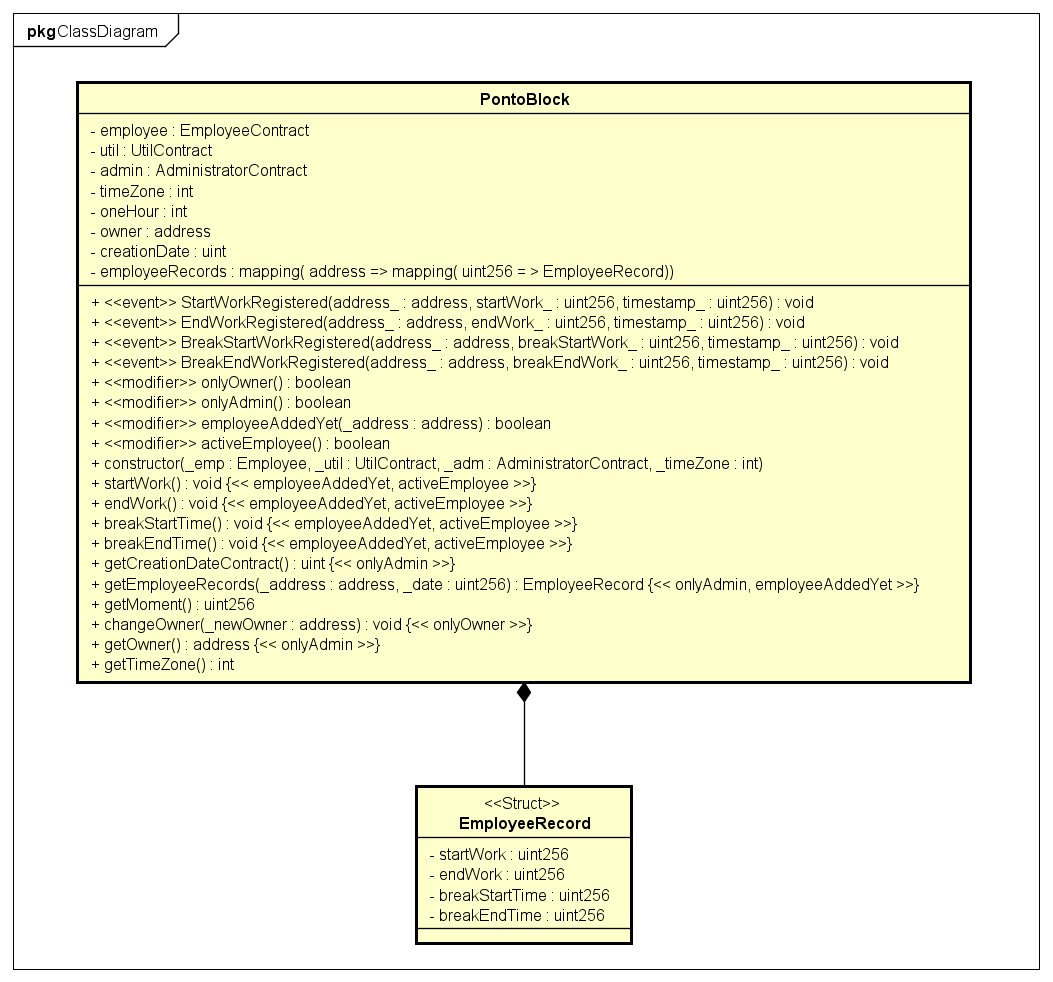 pkg ClassDiagram
PontoBlock
- employee : EmployeeContract
- util : UtilContract
- admin : AdministratorContract
- timeZone : int
- oneHour : int
- owner : address
- creationDate : uint
- employeeRecords : mapping( address => mapping( uint256 = > EmployeeRecord))
+ <<event>> StartWorkRegistered(address_ : address, startWork_ : uint256, timestamp_ : uint256) : void
+ <<event>> EndWorkRegistered(address_ : address, endWork_ : uint256, timestamp_ : uint256) : void
+ <<event>> BreakStartWorkRegistered(address_ : address, breakStartWork_ : uint256, timestamp_ : uint256) : void
+ <<event>> BreakEndWorkRegistered(address_ : address, breakEndWork_ : uint256, timestamp_ : uint256) : void
+ <<modifier>> onlyOwner() : boolean
+ <<modifier>> onlyAdmin() : boolean
+ <<modifier>> employeeAddedYet(_address : address) : boolean
+ <<modifier>> activeEmployee() : boolean
+ constructor(_emp : Employee, _util : UtilContract, _adm : AdministratorContract, _timeZone : int)
+ startWork() : void {<< employeeAddedYet, activeEmployee >>}
+ endWork() : void {<< employeeAddedYet, activeEmployee >>}
+ breakStartTime() : void {<< employeeAddedYet, activeEmployee >>}
+ breakEndTime() : void {<< employeeAddedYet, activeEmployee >>}
+ getCreationDateContract() : uint {<< onlyAdmin >>}
+ getEmployeeRecords(_address : address, _date : uint256) : EmployeeRecord {<< onlyAdmin, employeeAddedYet >>}
+ getMoment() : uint256
+ changeOwner(_newOwner : address) : void {<< onlyOwner >>}
+ getOwner() : address {<< onlyAdmin >>}
+ getTimeZone() : int
<<Struct>>
EmployeeRecord
- startWork : uint256
- endWork : uint256
- breakStartTime : uint256
- breakEndTime : uint256